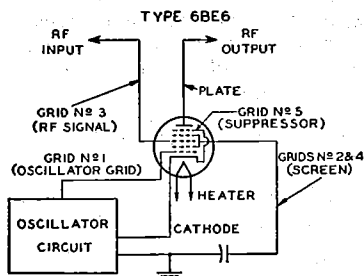 TYPE 6BE6
RF
INPUT
RF
OUTPUT
PLATE
GRID Nº 3
(RF SIGNAL)
GRID Nº 5
(SUPPRESSOR)
GRID Nº 1
(OSCILLATOR GRID)
GRIDS Nº 2&4
(SCREEN)
HEATER
CATHODE
OSCILLATOR
CIRCUIT